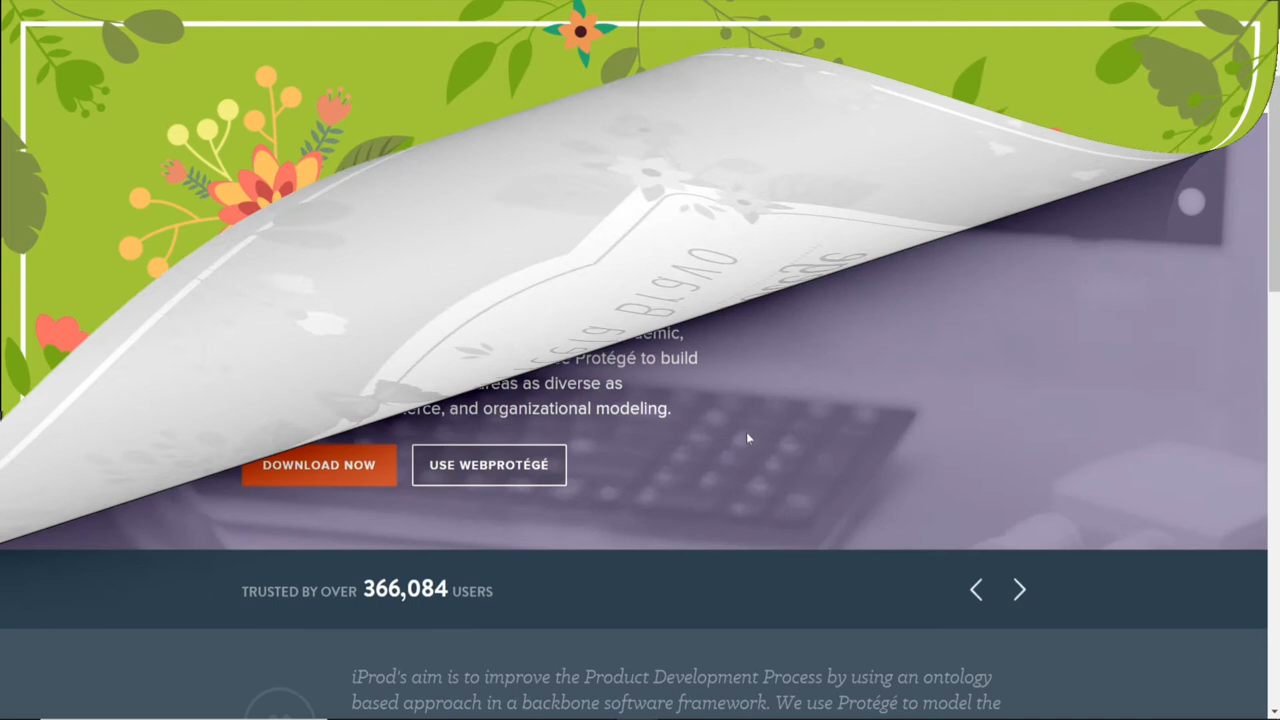 emic,
Protégé to build
areas as diverse as
erce, and organizational modeling.
DOWNLOAD NOW
USE WEBPROTÉGÉ
TRUSTED BY OVER 366,084 USERS
iProd's aim is to improve the Product Development Process by using an ontology
based approach in a backbone software framework. We use Protégé to model the